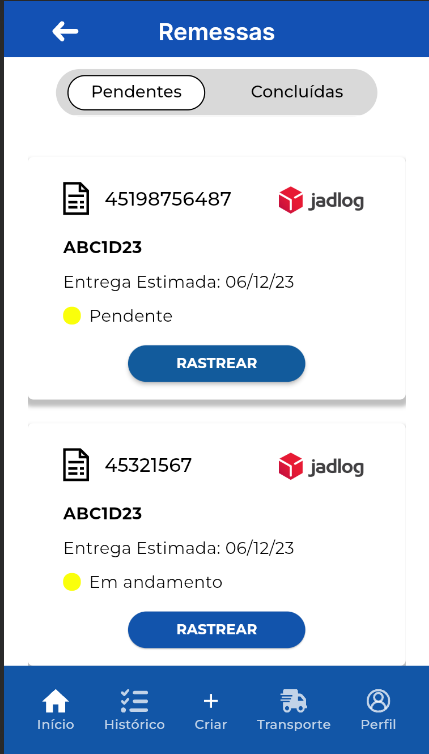 Remessas
Pendentes Concluídas
45198756487 jadlog
ABC1D23
Entrega Estimada: 06/12/23
Pendente
RASTREAR
45321567 jadlog
ABC1D23
Entrega Estimada: 06/12/23
Em andamento
RASTREAR
Início Histórico Criar Transporte Perfil